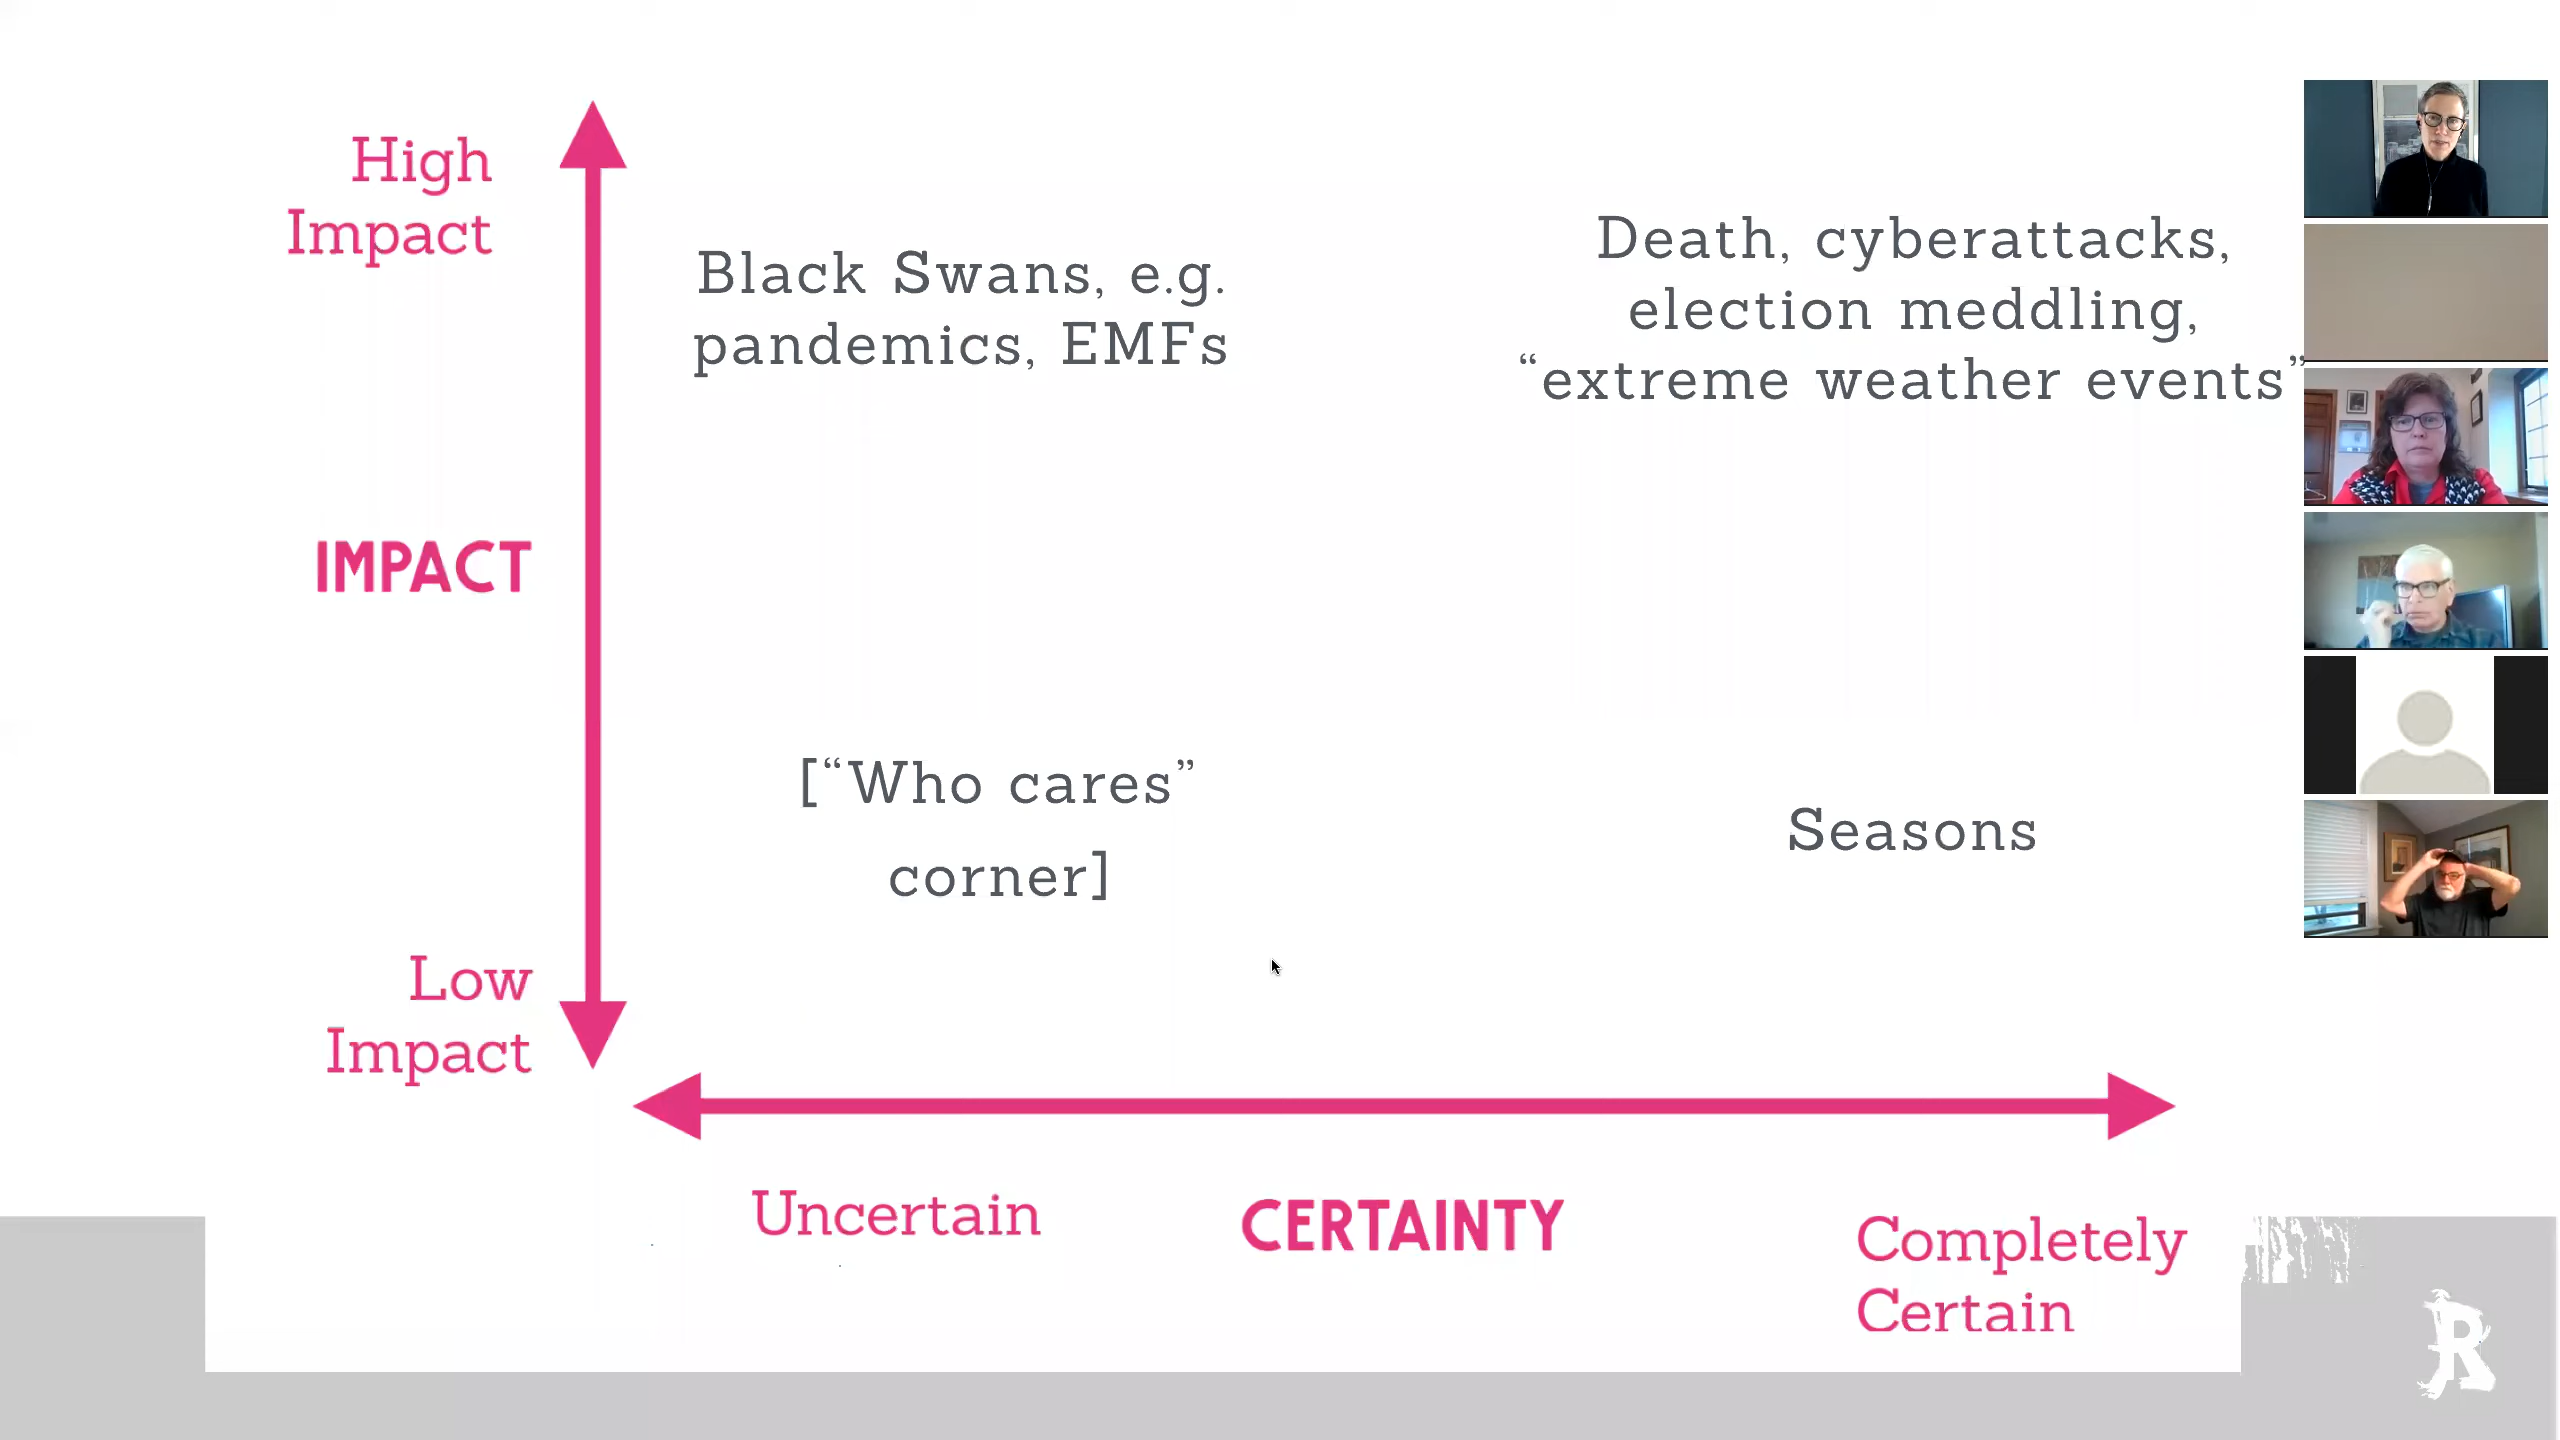 High
Impact
Black Swans, e.g.
pandemics, EMFs
Death, cyberattacks,
election meddling,
“extreme weather events”
IMPACT
[“Who cares”
corner]
Seasons
Low
Impact
Uncertain
CERTAINTY
Completely
Certain
R